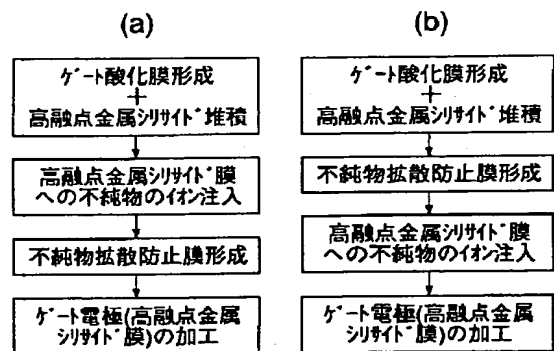 (a)
ｹﾞｰﾄ酸化膜形成
+
高融点金属ｼﾘｻｲﾄﾞ堆積
高融点金属ｼﾘｻｲﾄﾞ膜
への不純物のｲｵﾝ注入
不純物拡散防止膜形成
ｹﾞｰﾄ電極(高融点金属
ｼﾘｻｲﾄﾞ膜)の加工
(b)
ｹﾞｰﾄ酸化膜形成
+
高融点金属ｼﾘｻｲﾄﾞ堆積
不純物拡散防止膜形成
高融点金属ｼﾘｻｲﾄﾞ膜
への不純物のｲｵﾝ注入
ｹﾞｰﾄ電極(高融点金属
ｼﾘｻｲﾄﾞ膜)の加工